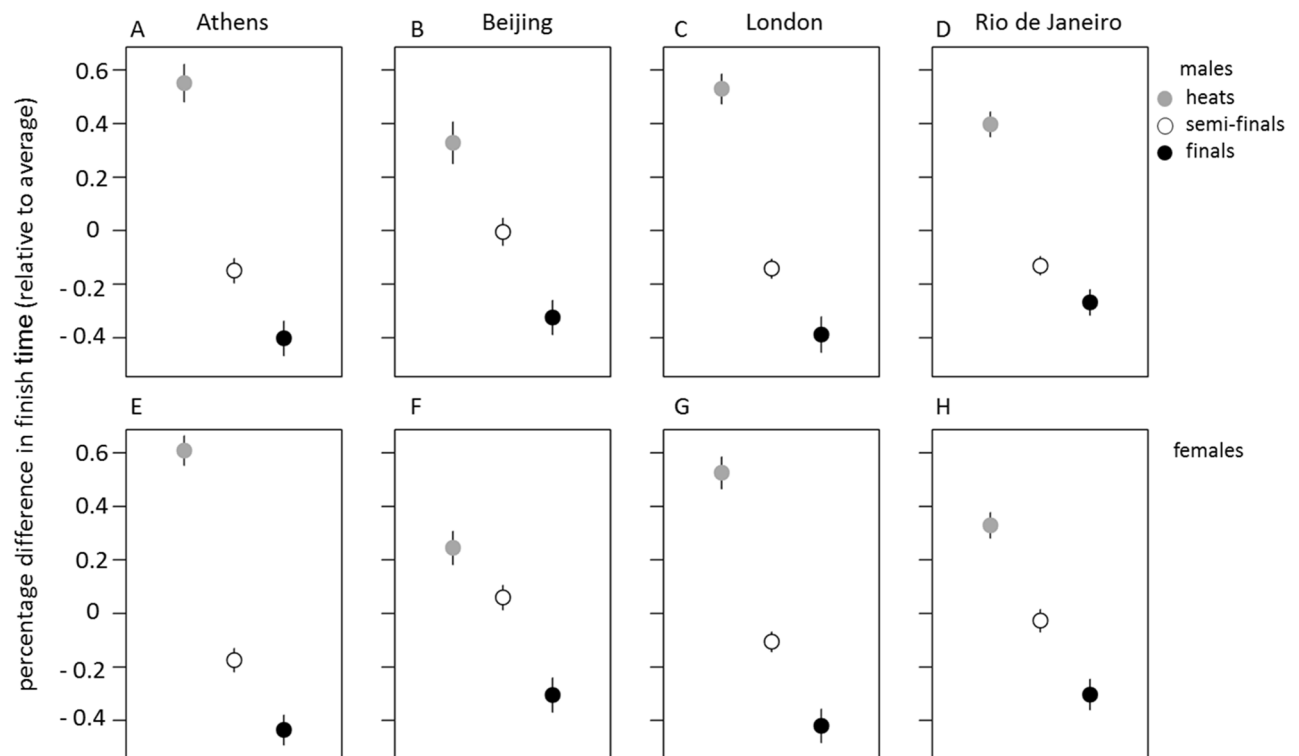 A Athens
B Beijing
C London
D Rio de Janeiro
males
heats
semi-finals
finals
percentage difference in finish time (relative to average)
0.6
0.4
0.2
0
- 0.2
- 0.4
E
F
G
H
females
0.6
0.4
0.2
0
- 0.2
- 0.4